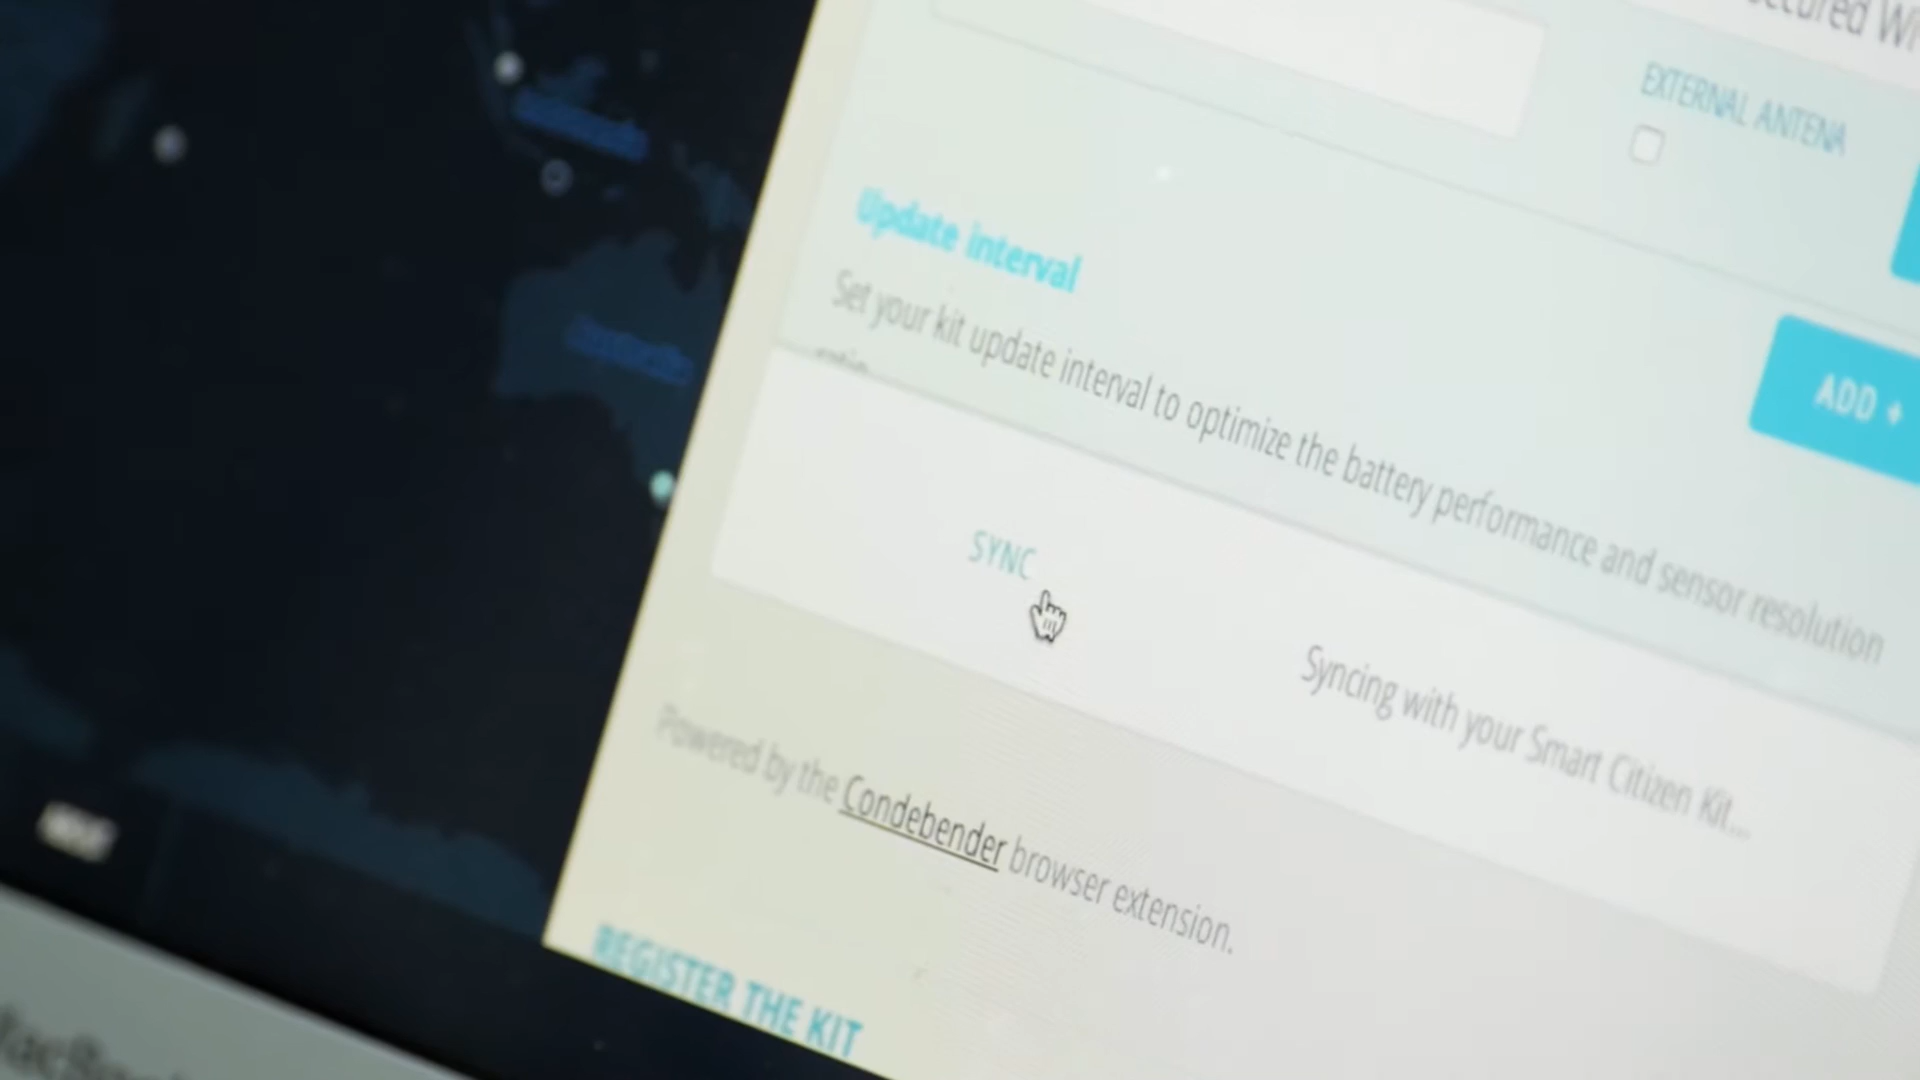 EXTERNAL ANTENA
Update interval
Set your kit update interval to optimize the battery performance and sensor resolution
ADD +
SYNC
Syncing with your Smart Citizen Kit...
Powered by the Condebender browser extension.
REGISTER THE KIT